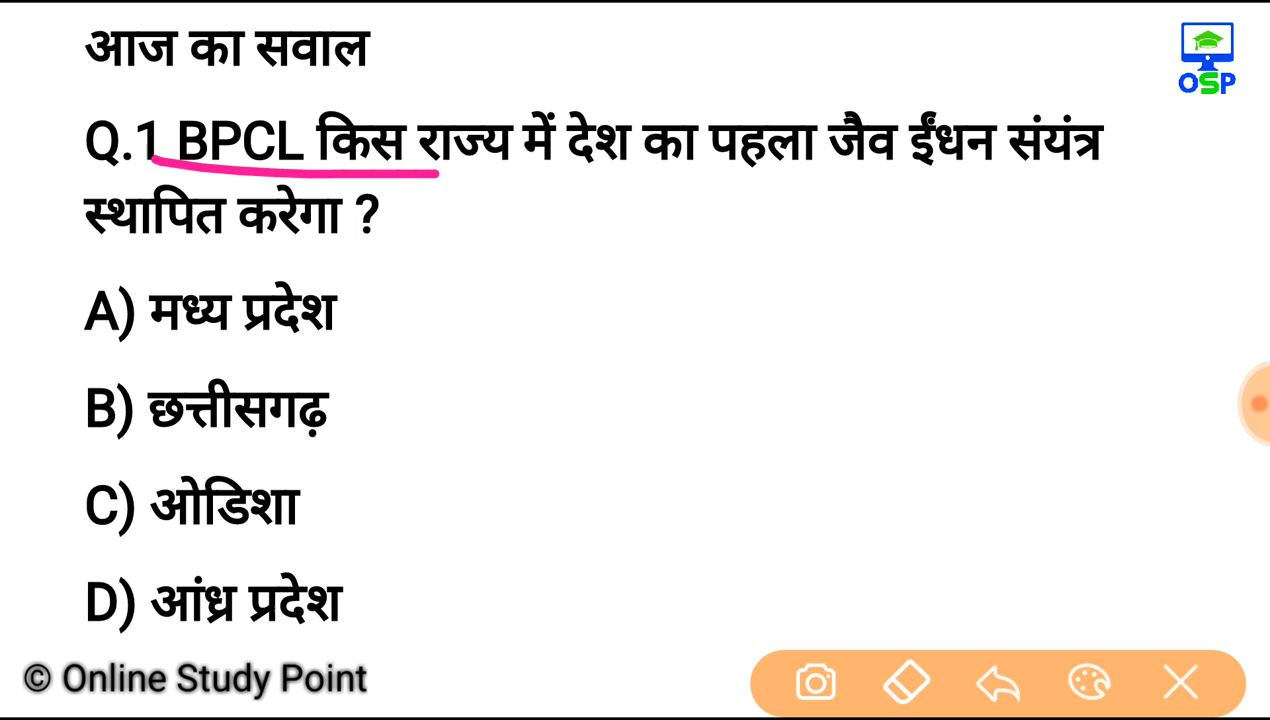 आज का सवाल
OSP
Q.1 BPCL किस राज्य में देश का पहला जैव ईंधन संयंत्र
स्थापित करेगा ?
A) मध्य प्रदेश
B) छत्तीसगढ़
C) ओडिशा
D) आंध्र प्रदेश
© Online Study Point